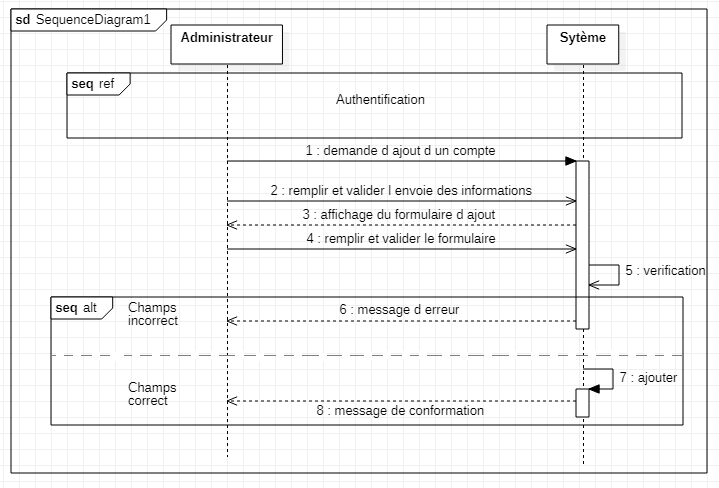 sd SequenceDiagram1
Administrateur
Sytème
seq ref
Authentification
1 : demande d ajout d un compte
2 : remplir et valider l envoie des informations
3 : affichage du formulaire d ajout
4 : remplir et valider le formulaire
5 : verification
seq alt
Champs
incorrect
6 : message d erreur
7 : ajouter
Champs
correct
8 : message de conformation